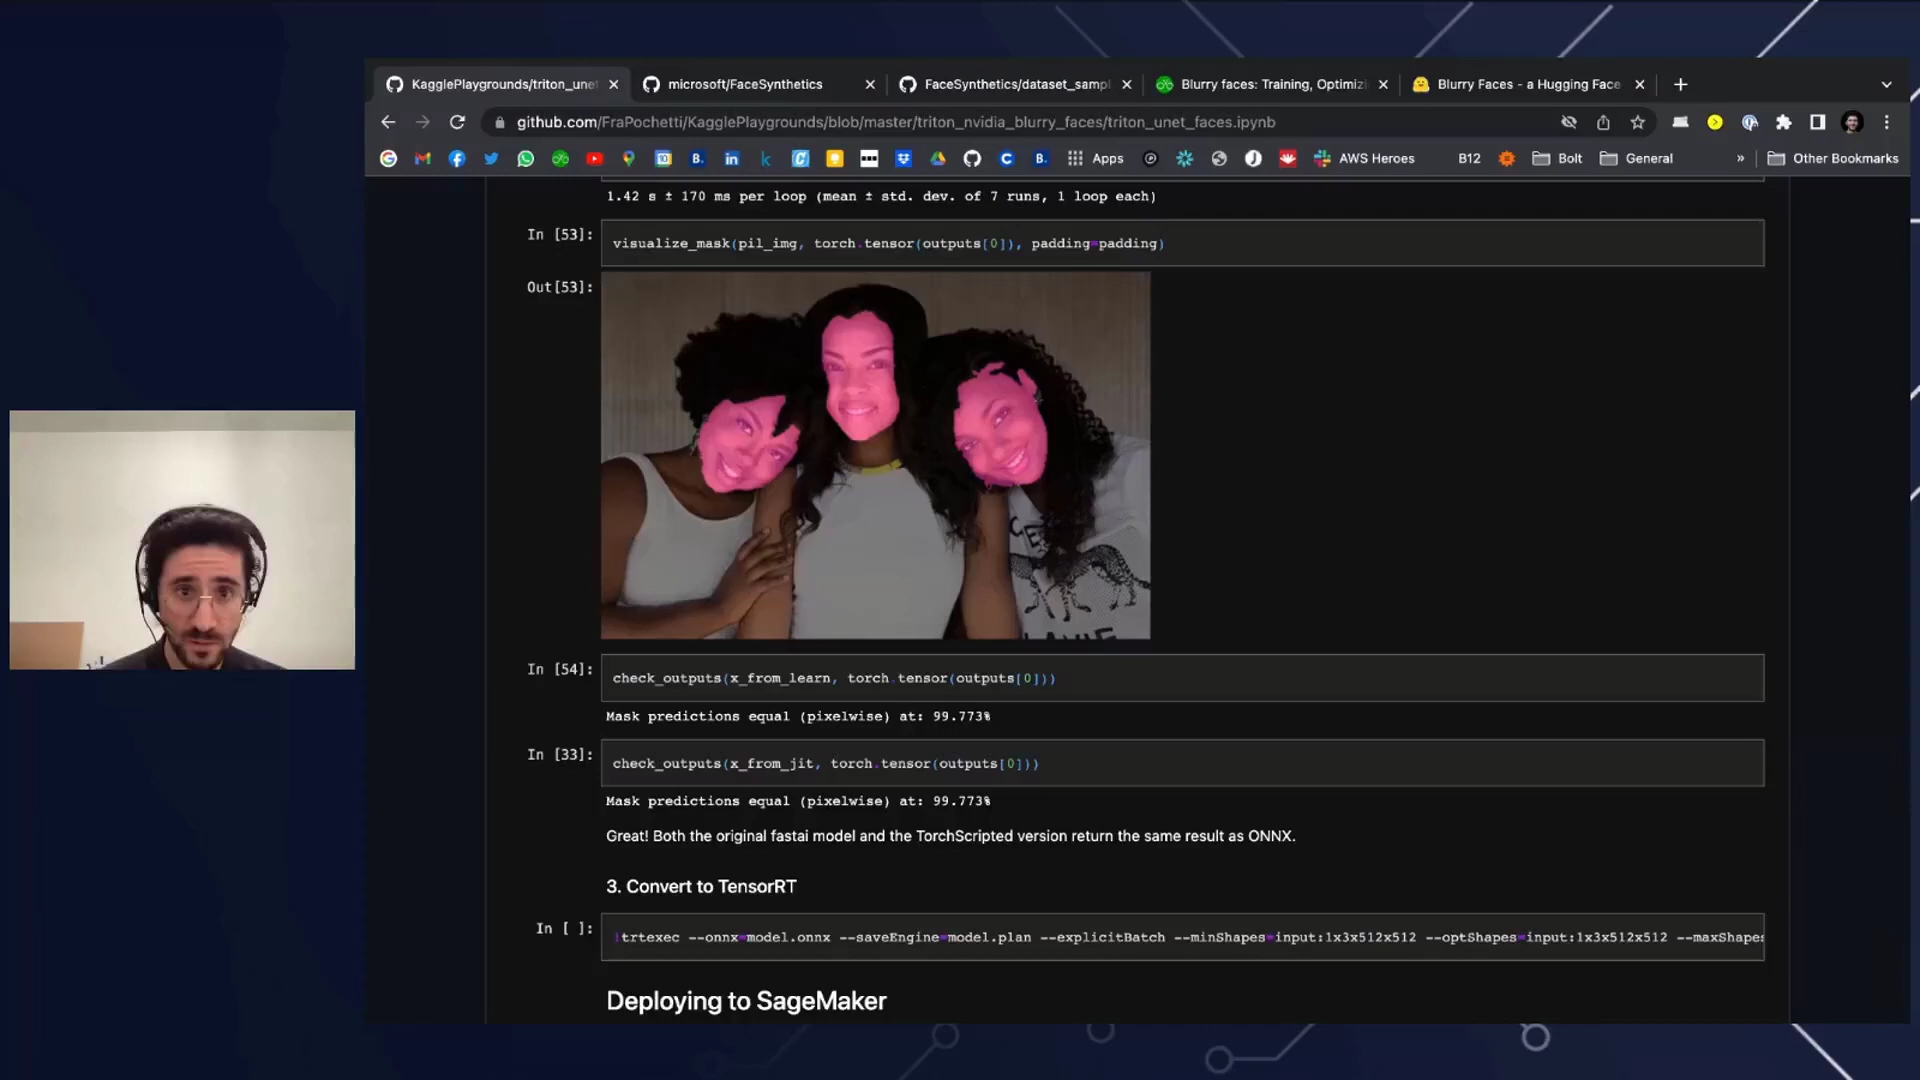 KagglePlaygrounds/triton_unet
microsoft/FaceSynthetics
FaceSynthetics/dataset_sampl
Blurry faces: Training, Optimizi
Blurry Faces - a Hugging Face
github.com/FraPochetti/KagglePlaygrounds/blob/master/triton_nvidia_blurry_faces/triton_unet_faces.ipynb
Apps
AWS Heroes
B12
Bolt
General
»
Other Bookmarks
1.42 s ± 170 ms per loop (mean ± std. dev. of 7 runs, 1 loop each)
In [53]:
visualize_mask(pil_img, torch.tensor(outputs[0]), padding=padding)
Out[53]:
In [54]:
check_outputs(x_from_learn, torch.tensor(outputs[0]))
Mask predictions equal (pixelwise) at: 99.773%
In [33]:
check_outputs(x_from_jit, torch.tensor(outputs[0]))
Mask predictions equal (pixelwise) at: 99.773%
Great! Both the original fastai model and the TorchScripted version return the same result as ONNX.
3. Convert to TensorRT
In [ ]:
!trtexec --onnx=model.onnx --saveEngine=model.plan --explicitBatch --minShapes=input:1x3x512x512 --optShapes=input:1x3x512x512 --maxShapes
Deploying to SageMaker